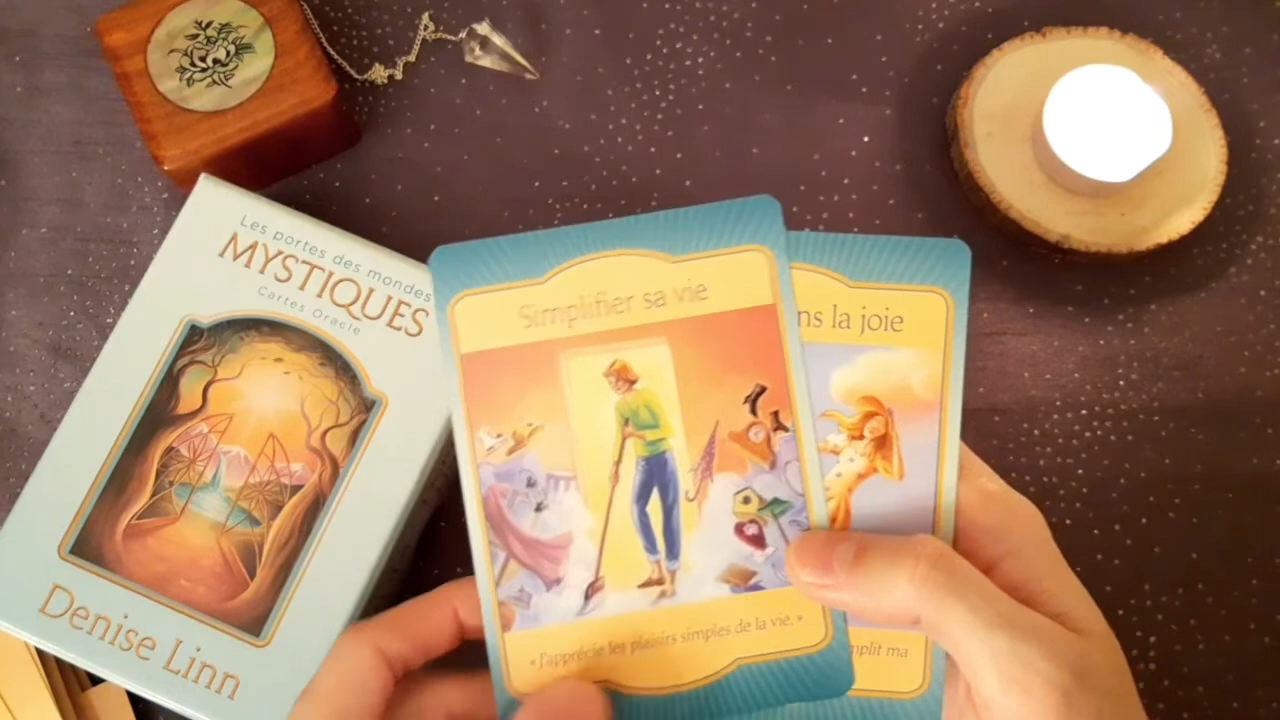 Les portes des mondes
MYSTIQUES
Cartes Oracle
Denise Linn
Simplifier sa vie
« J'apprécie les plaisirs simples de la vie. »
ns la joie
mplit ma